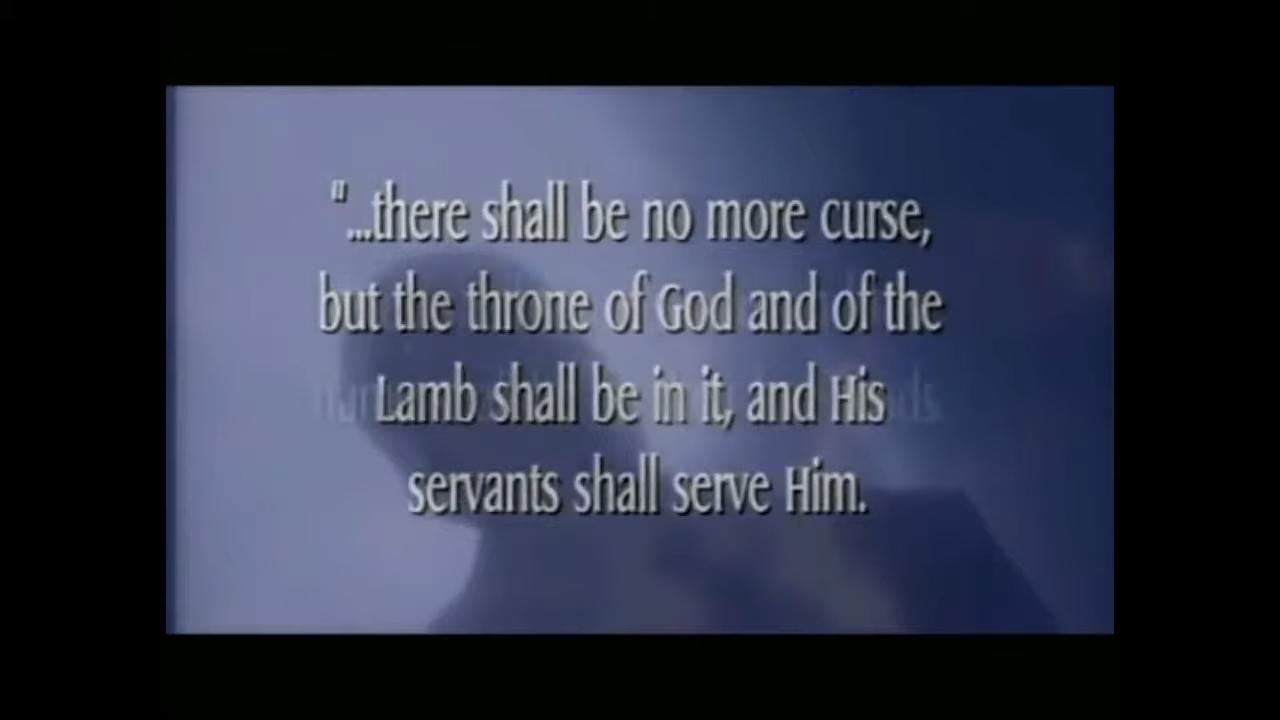 "...there shall be no more curse,
but the throne of God and of the
Lamb shall be in it, and His
servants shall serve Him.